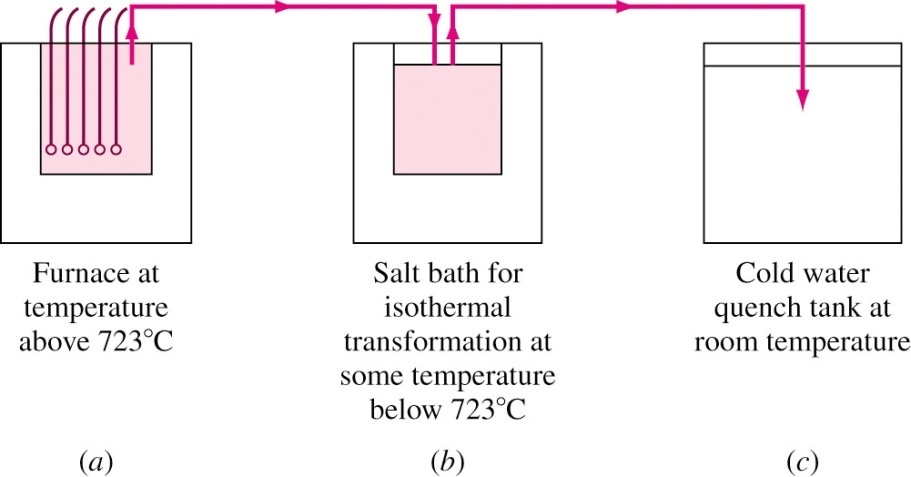 Furnace at
temperature
above 723°C
(a)
Salt bath for
isothermal
transformation at
some temperature
below 723°C
(b)
Cold water
quench tank at
room temperature
(c)